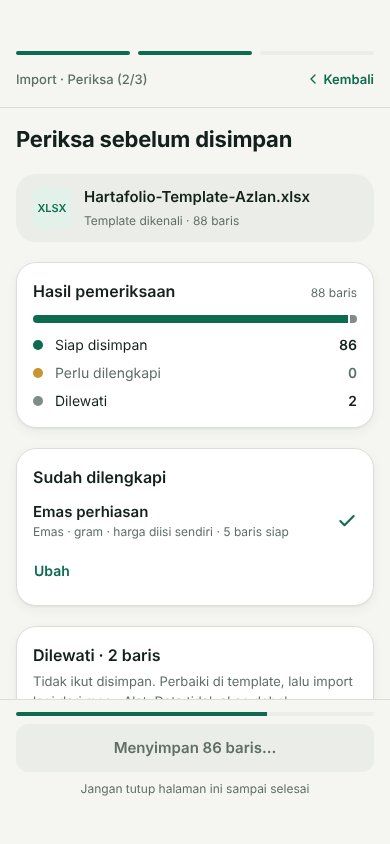 Import · Periksa (2/3)
Kembali
Periksa sebelum disimpan
XLSX
Hartafolio-Template-Azlan.xlsx
Template dikenali · 88 baris
Hasil pemeriksaan
88 baris
Siap disimpan
86
Perlu dilengkapi
0
Dilewati
2
Sudah dilengkapi
Emas perhiasan
Emas · gram · harga diisi sendiri · 5 baris siap
Ubah
Dilewati · 2 baris
Tidak ikut disimpan. Perbaiki di template, lalu import
Menyimpan 86 baris...
Jangan tutup halaman ini sampai selesai